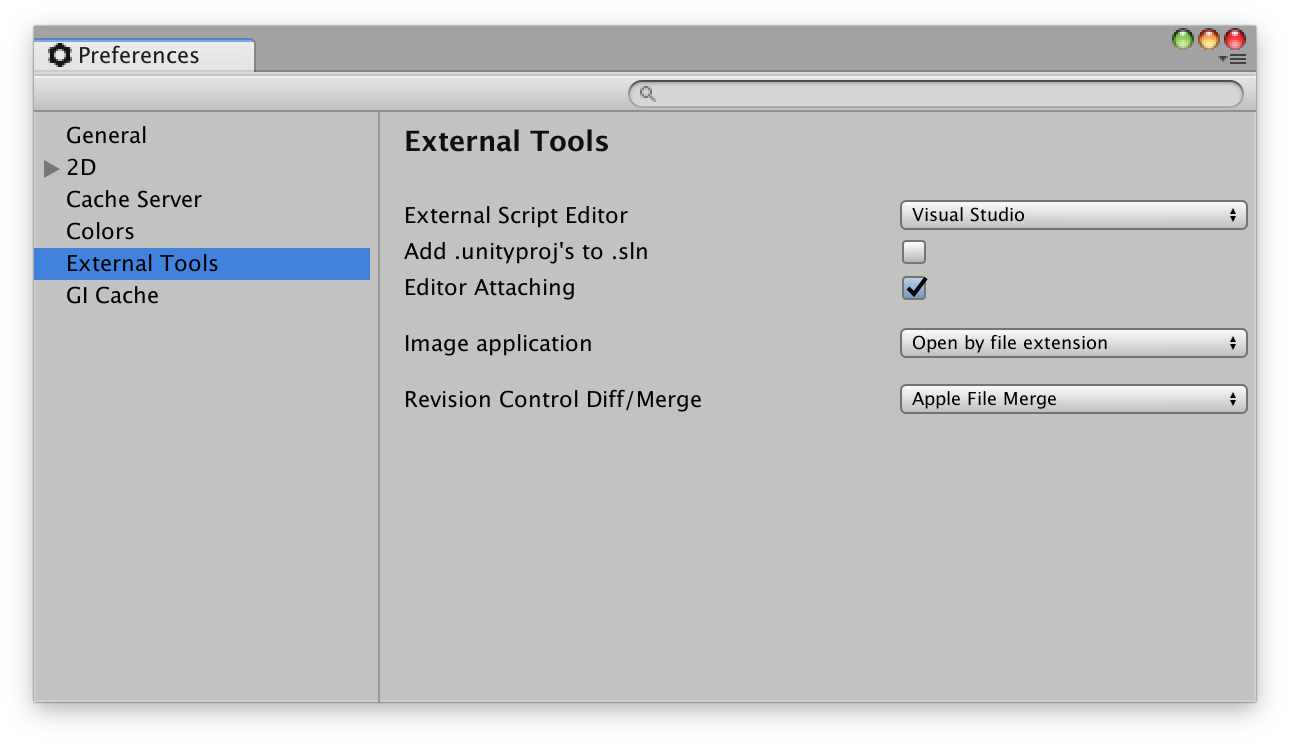 Preferences
General
2D
Cache Server
Colors
External Tools
GI Cache
External Tools
External Script Editor Visual Studio
Add .unityproj's to .sln
Editor Attaching
Image application Open by file extension
Revision Control Diff/Merge Apple File Merge